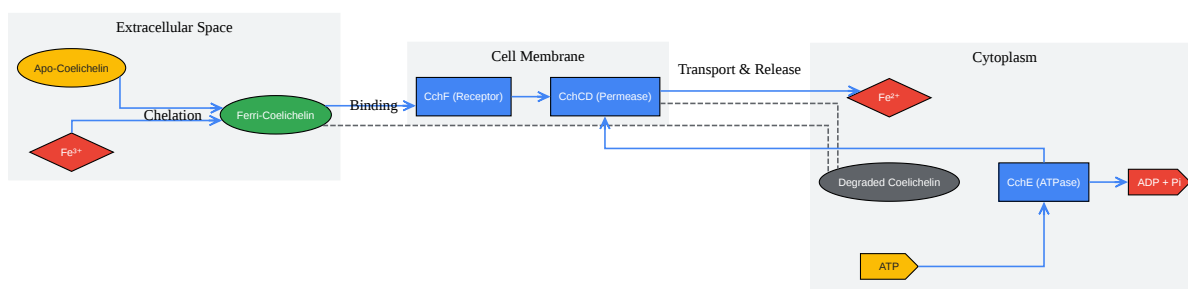 Extracellular Space
Apo-Coelichelin
Chelation
Fe³⁺
Ferri-Coelichelin
Binding
Cell Membrane
CchF (Receptor)
CchCD (Permease)
Transport & Release
Cytoplasm
Fe²⁺
Degraded Coelichelin
CchE (ATPase)
ADP + Pi
ATP